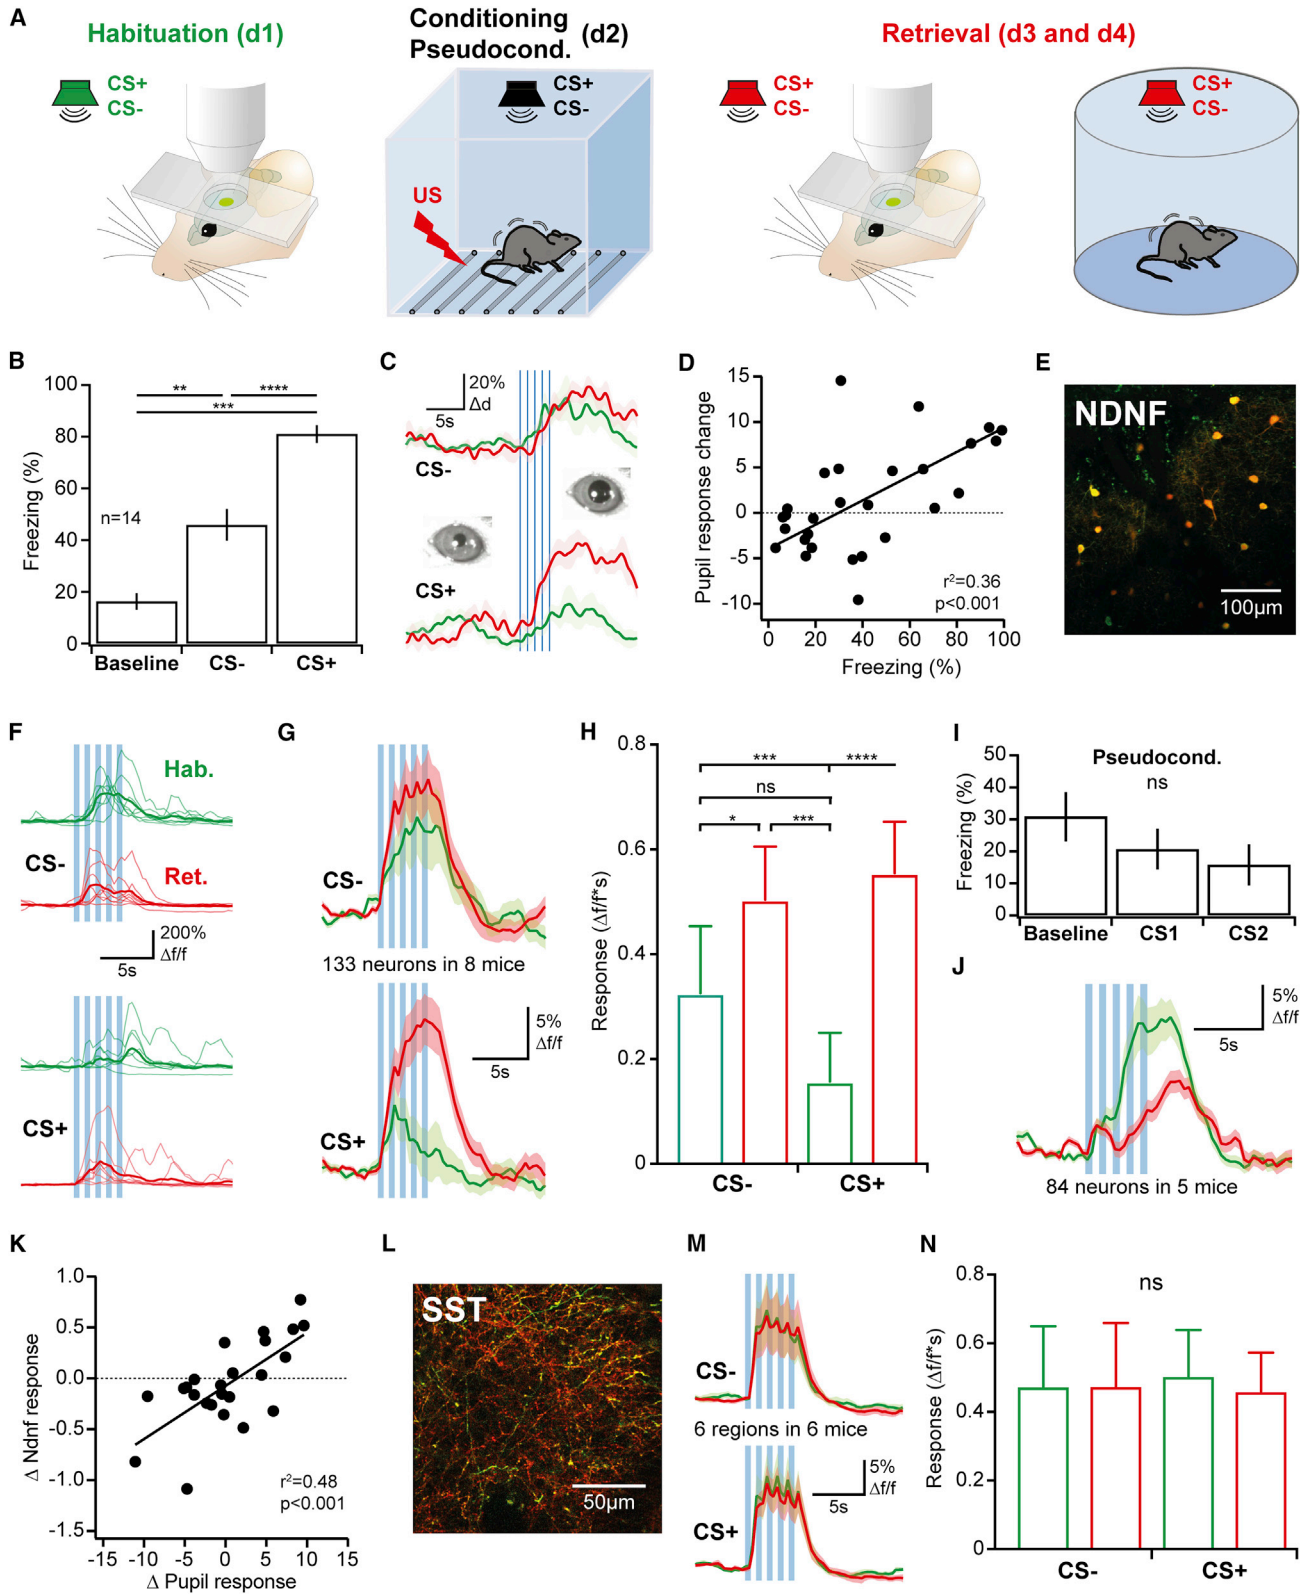 A
Habituation (d1)
Conditioning
Pseudocond.
(d2)
Retrieval (d3 and d4)
CS+
CS-
CS+
CS-
CS+
CS-
CS+
CS-
US
B
100
80
60
40
20
0
Freezing (%)
**
****
***
n=14
Baseline
CS-
CS+
C
20%
Δd
5s
CS-
CS+
D
15
10
5
0
-5
-10
Pupil response change
r²=0.36
p<0.001
0 20 40 60 80 100
Freezing (%)
E
NDNF
100μm
F
Hab.
CS-
Ret.
200%
Δf/f
5s
CS+
G
CS-
133 neurons in 8 mice
5%
Δf/f
5s
CS+
H
0.8
0.6
0.4
0.2
0
Response (Δf/f*s)
***
****
ns
*
***
CS-
CS+
I
50
40
30
20
10
0
Freezing (%)
Pseudocond.
ns
Baseline
CS1
CS2
J
5%
Δf/f
5s
84 neurons in 5 mice
K
1.0
0.5
0.0
-0.5
-1.0
-1.5
Δ Ndnf response
r²=0.48
p<0.001
-15 -10 -5 0 5 10 15
Δ Pupil response
L
SST
50μm
M
CS-
6 regions in 6 mice
5%
Δf/f
5s
CS+
N
0.8
0.6
0.4
0.2
0
Response (Δf/f*s)
ns
CS-
CS+